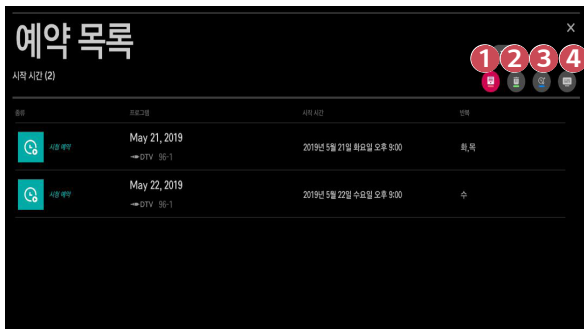 예약 목록
시작 시간 (2)
1 2 3 4
종류 프로그램 시작 시간 반복
시청 예약 May 21, 2019 2019년 5월 21일 화요일 오후 9:00 화,목
DTV 96-1
시청 예약 May 22, 2019 2019년 5월 22일 수요일 오후 9:00 수
DTV 96-1